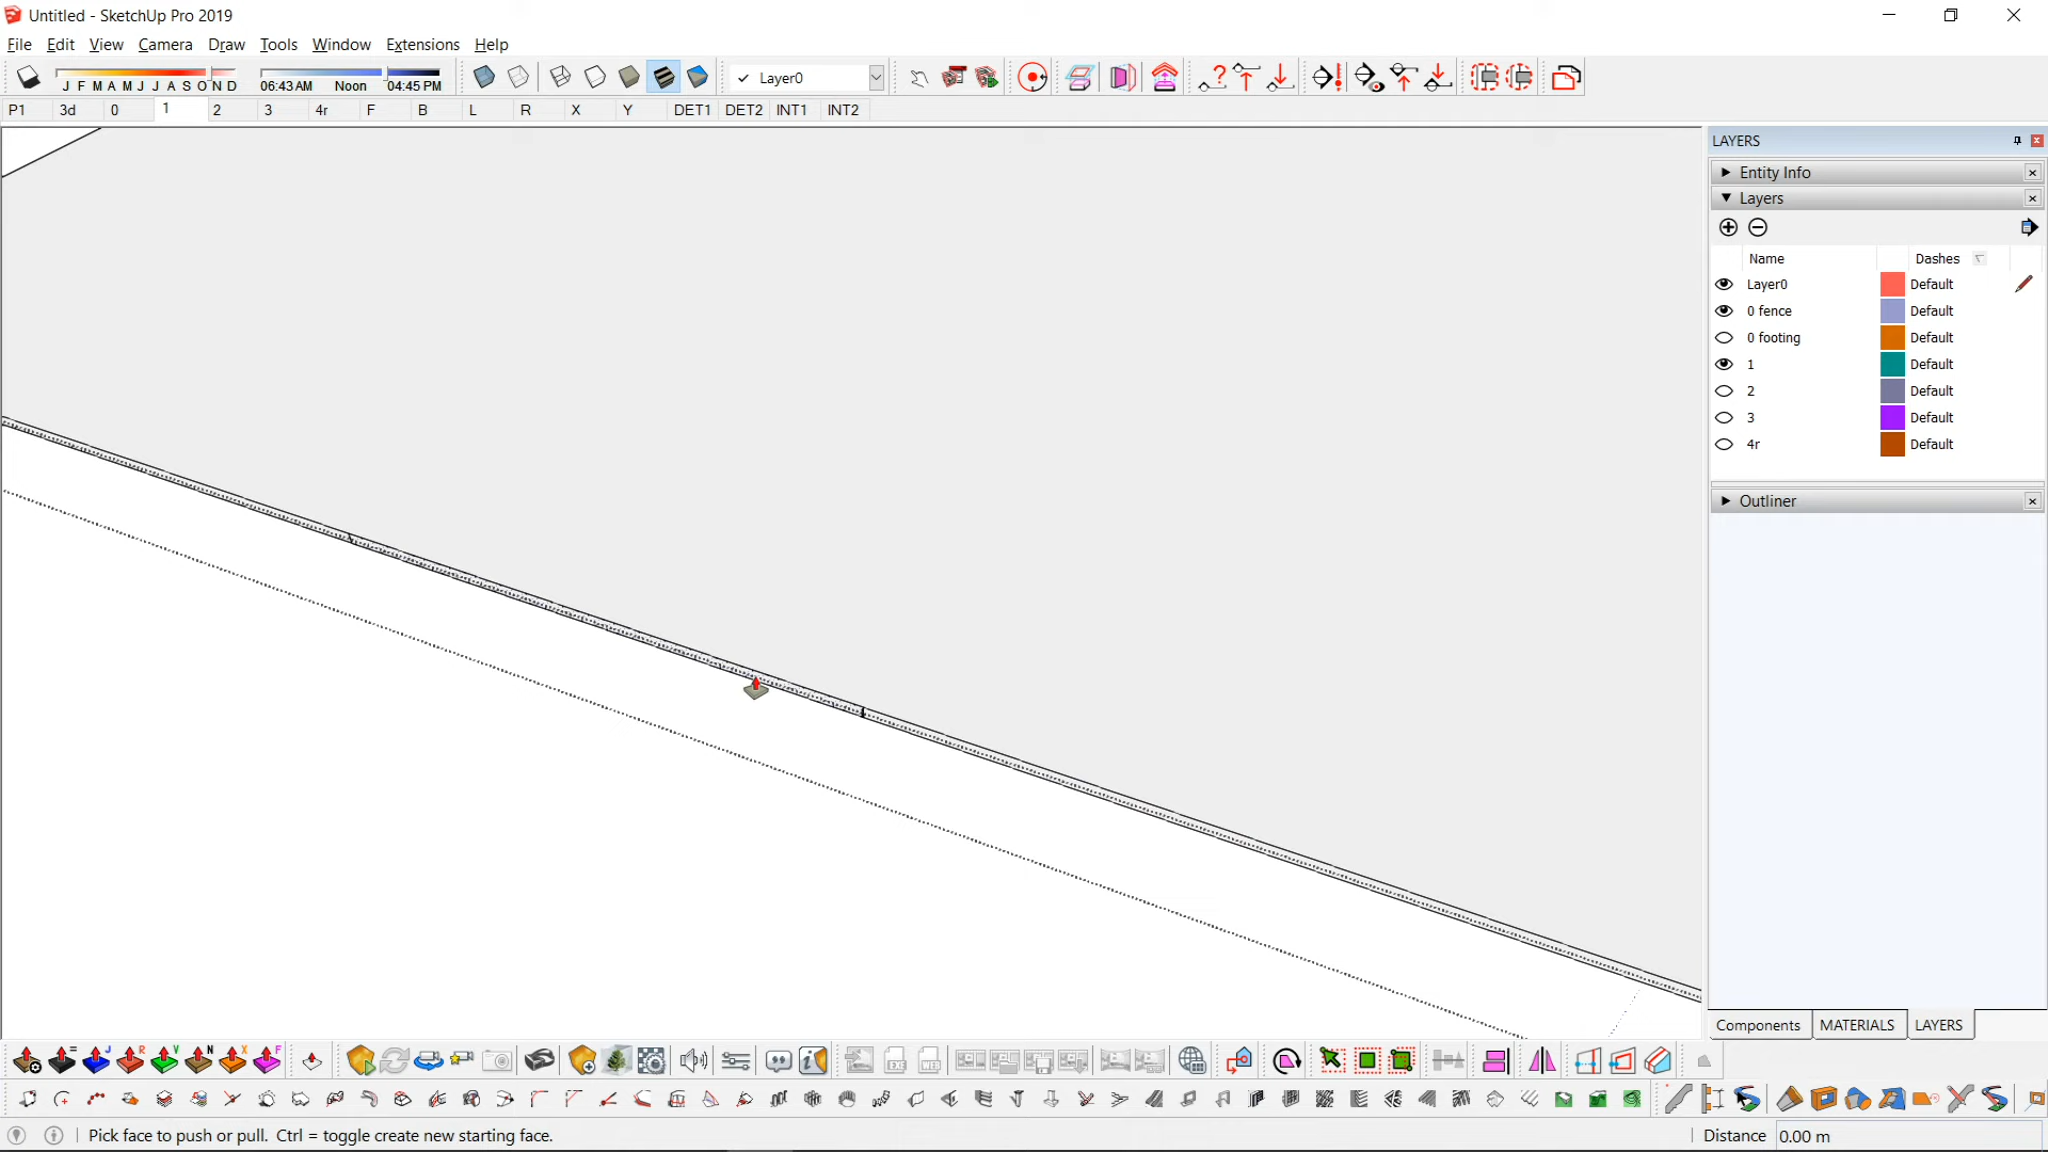 Untitled - SketchUp Pro 2019
File Edit View Camera Draw Tools Window Extensions Help
J F M A M J J A S O N D 06:43 AM Noon 04:45 PM Layer0
P1 3d 0 1 2 3 4r F B L R X Y DET1 DET2 INT1 INT2
LAYERS
Entity Info
Layers
Name Dashes
Layer0 Default
0 fence Default
0 footing Default
1 Default
2 Default
3 Default
4r Default
Outliner
Components MATERIALS LAYERS
Pick face to push or pull. Ctrl = toggle create new starting face. Distance 0.00 m